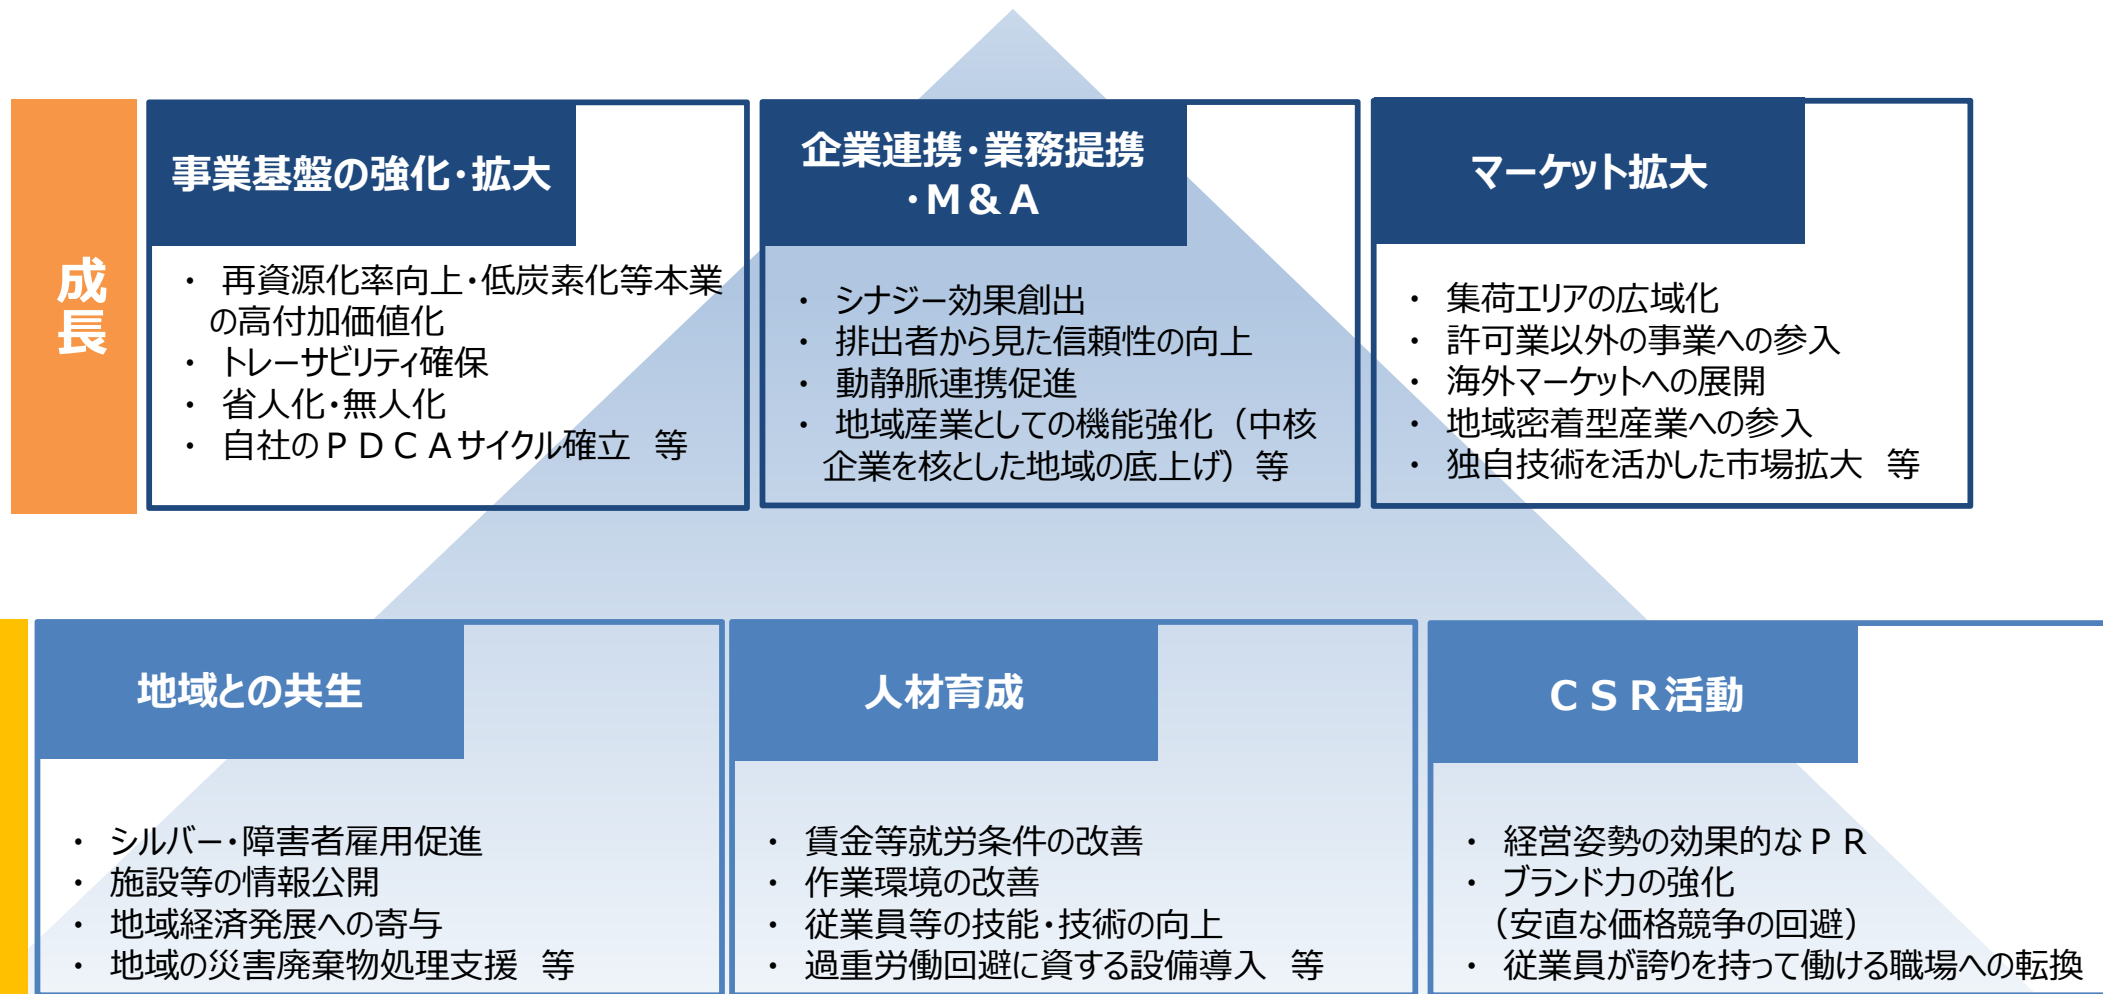 成長
事業基盤の強化・拡大
・ 再資源化率向上・低炭素化等本業
の高付加価値化
・ トレーサビリティ確保
・ 省人化・無人化
・ 自社のＰＤＣＡサイクル確立 等
企業連携・業務提携
・Ｍ＆Ａ
・ シナジー効果創出
・ 排出者から見た信頼性の向上
・ 動静脈連携促進
・ 地域産業としての機能強化（中核
企業を核とした地域の底上げ）等
マーケット拡大
・ 集荷エリアの広域化
・ 許可業以外の事業への参入
・ 海外マーケットへの展開
・ 地域密着型産業への参入
・ 独自技術を活かした市場拡大 等
地域との共生
・ シルバー・障害者雇用促進
・ 施設等の情報公開
・ 地域経済発展への寄与
・ 地域の災害廃棄物処理支援 等
人材育成
・ 賃金等就労条件の改善
・ 作業環境の改善
・ 従業員等の技能・技術の向上
・ 過重労働回避に資する設備導入 等
ＣＳＲ活動
・ 経営姿勢の効果的なＰＲ
・ ブランド力の強化
（安直な価格競争の回避）
・ 従業員が誇りを持って働ける職場への転換